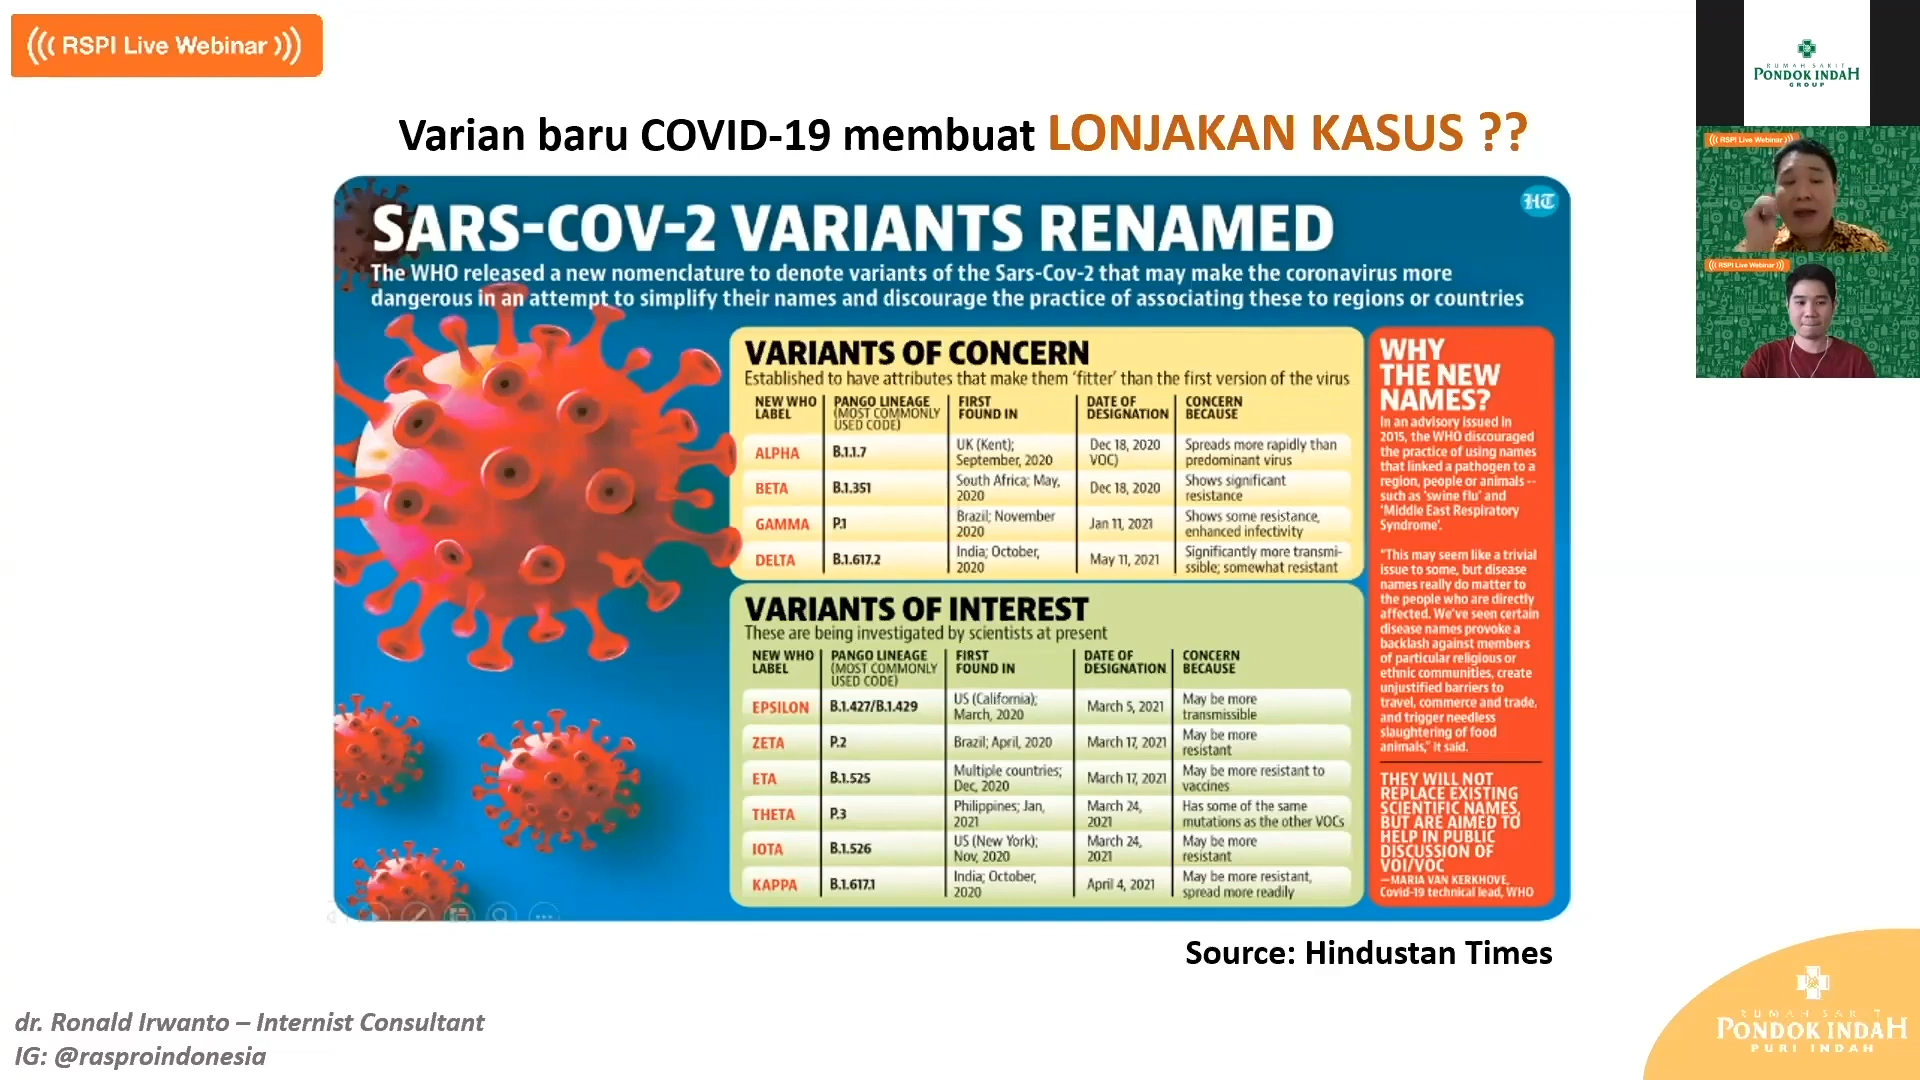 ((( RSPI Live Webinar )))
Varian baru COVID-19 membuat LONJAKAN KASUS ??
HT
SARS-COV-2 VARIANTS RENAMED
The WHO released a new nomenclature to denote variants of the Sars-Cov-2 that may make the coronavirus more
dangerous in an attempt to simplify their names and discourage the practice of associating these to regions or countries
VARIANTS OF CONCERN
Established to have attributes that make them ‘fitter’ than the first version of the virus
NEW WHO LABEL | PANGO LINEAGE (MOST COMMONLY USED CODE) | FIRST FOUND IN | DATE OF DESIGNATION | CONCERN BECAUSE
ALPHA | B.1.1.7 | UK (Kent); September, 2020 | Dec 18, 2020 VOC) | Spreads more rapidly than predominant virus
BETA | B.1.351 | South Africa; May, 2020 | Dec 18, 2020 | Shows significant resistance
GAMMA | P.1 | Brazil; November 2020 | Jan 11, 2021 | Shows some resistance, enhanced infectivity
DELTA | B.1.617.2 | India; October, 2020 | May 11, 2021 | Significantly more transmi-ssible; somewhat resistant
VARIANTS OF INTEREST
These are being investigated by scientists at present
NEW WHO LABEL | PANGO LINEAGE (MOST COMMONLY USED CODE) | FIRST FOUND IN | DATE OF DESIGNATION | CONCERN BECAUSE
EPSILON | B.1.427/B.1.429 | US (California); March, 2020 | March 5, 2021 | May be more transmissible
ZETA | P.2 | Brazil; April, 2020 | March 17, 2021 | May be more resistant
ETA | B.1.525 | Multiple countries; Dec, 2020 | March 17, 2021 | May be more resistant to vaccines
THETA | P.3 | Philippines; Jan, 2021 | March 24, 2021 | Has some of the same mutations as the other VOCs
IOTA | B.1.526 | US (New York); Nov, 2020 | March 24, 2021 | May be more resistant
KAPPA | B.1.617.1 | India; October, 2020 | April 4, 2021 | May be more resistant, spread more readily
WHY
THE NEW
NAMES?
In an advisory issued in
2015, the WHO discouraged
the practice of using names
that linked a pathogen to a
region, people or animals --
such as ‘swine flu’ and
‘Middle East Respiratory
Syndrome’.
“This may seem like a trivial
issue to some, but disease
names really do matter to
the people who are directly
affected. We’ve seen certain
disease names provoke a
backlash against members
of particular religious or
ethnic communities, create
unjustified barriers to
travel, commerce and trade,
and trigger needless
slaughtering of food
animals,” it said.
THEY WILL NOT
REPLACE EXISTING
SCIENTIFIC NAMES,
BUT ARE AIMED TO
HELP IN PUBLIC
DISCUSSION OF
VOI/VOC
—MARIA VAN KERKHOVE,
Covid-19 technical lead, WHO
Source: Hindustan Times
dr. Ronald Irwanto – Internist Consultant
IG: @rasproindonesia
RUMAH SAKIT
PONDOK INDAH
GROUP
((( RSPI Live Webinar )))
((( RSPI Live Webinar )))
RUMAH SAKIT
PONDOK INDAH
PURI INDAH